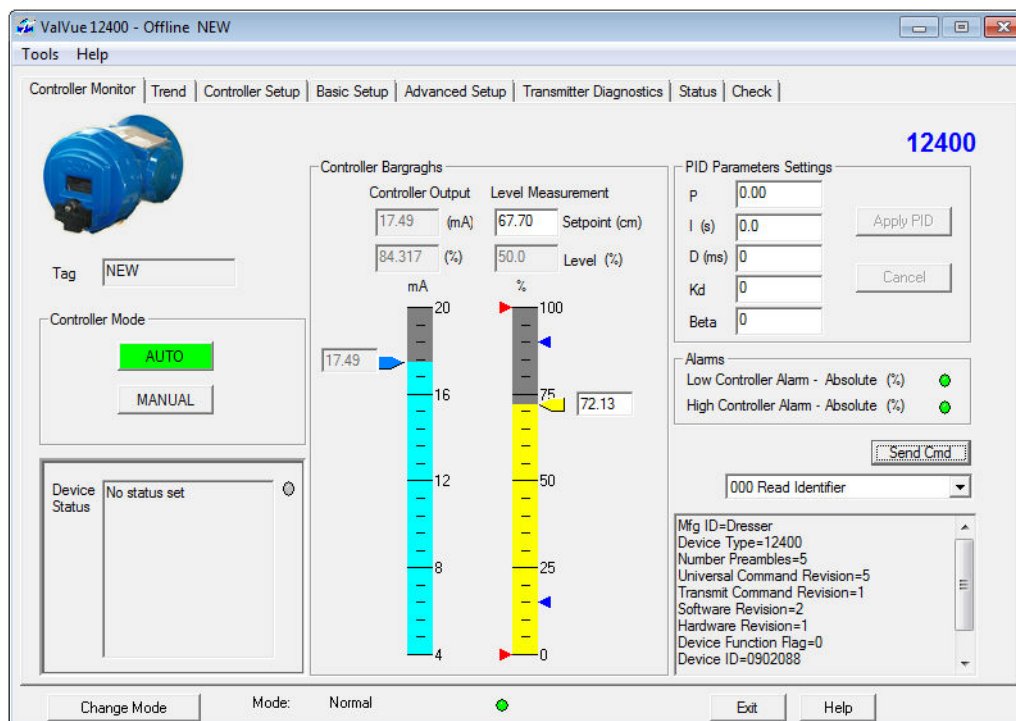 ValVue 12400 - Offline NEW
Tools Help
Controller Monitor Trend Controller Setup Basic Setup Advanced Setup Transmitter Diagnostics Status Check
12400
Tag NEW
Controller Mode
AUTO
MANUAL
Device Status
No status set
Controller Bargraghs
Controller Output Level Measurement
17.49 (mA) 67.70 Setpoint (cm)
84.317 (%) 50.0 Level (%)
mA %
20 100
17.49
16 75
72.13
12 50
8 25
4 0
PID Parameters Settings
P 0.00
I (s) 0.0
D (ms) 0
Kd 0
Beta 0
Apply PID
Cancel
Alarms
Low Controller Alarm - Absolute (%)
High Controller Alarm - Absolute (%)
Send Cmd
000 Read Identifier
Mfg ID=Dresser
Device Type=12400
Number Preambles=5
Universal Command Revision=5
Transmit Command Revision=1
Software Revision=2
Hardware Revision=1
Device Function Flag=0
Device ID=0902088
Change Mode Mode: Normal Exit Help